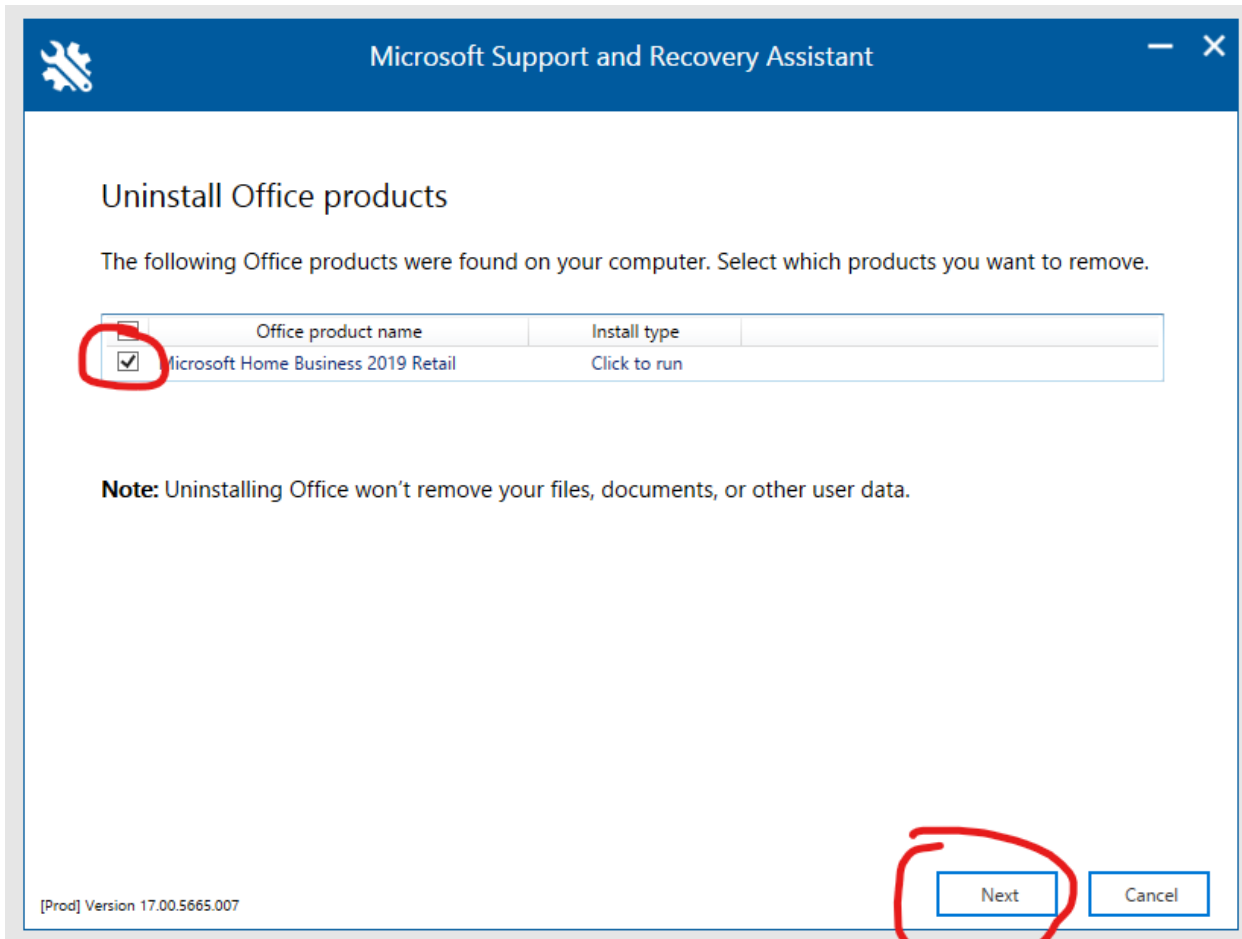 Microsoft Support and Recovery Assistant
Uninstall Office products
The following Office products were found on your computer. Select which products you want to remove.
Office product name Install type
Microsoft Home Business 2019 Retail Click to run
Note: Uninstalling Office won’t remove your files, documents, or other user data.
Next Cancel
[Prod] Version 17.00.5665.007